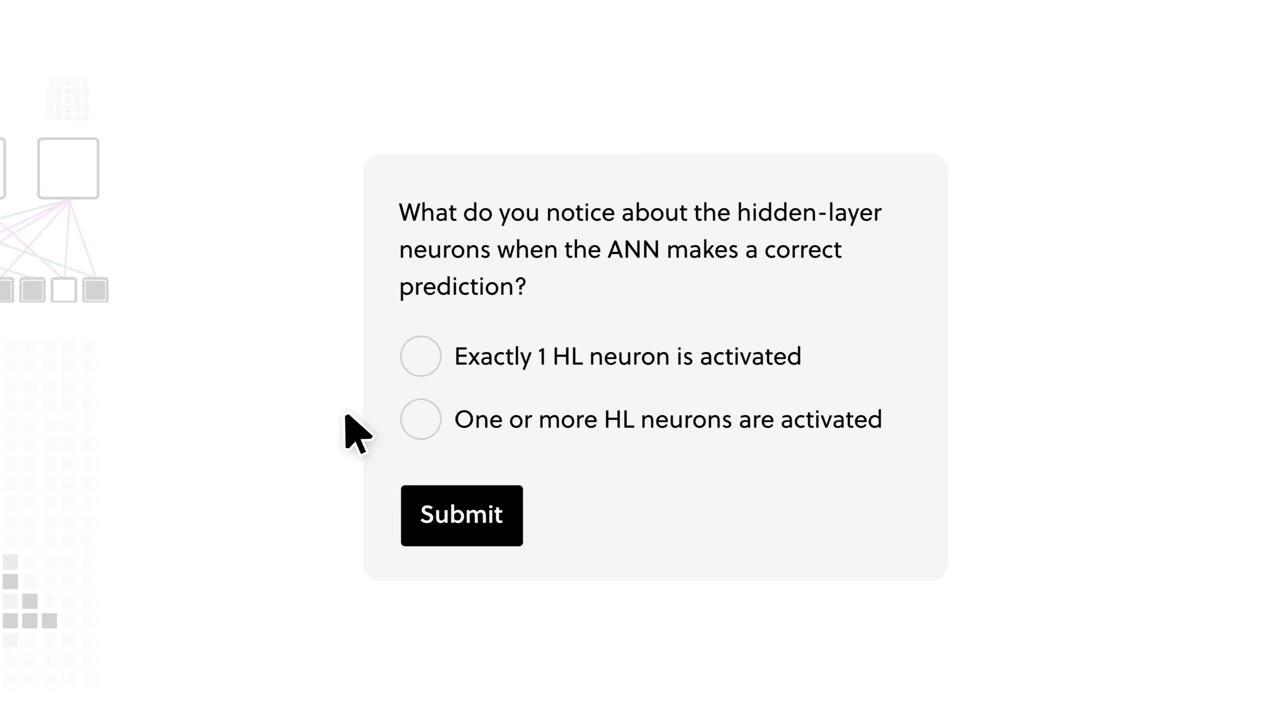 What do you notice about the hidden-layer
neurons when the ANN makes a correct
prediction?
Exactly 1 HL neuron is activated
One or more HL neurons are activated
Submit